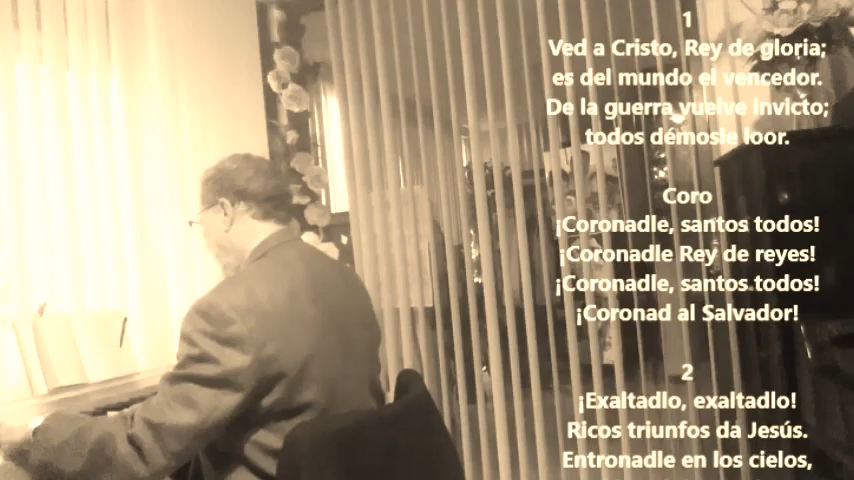 1
Ved a Cristo, Rey de gloria;
es del mundo el vencedor.
De la guerra vuelve invicto;
todos démosle loor.
Coro
¡Coronadle, santos todos!
¡Coronadle Rey de reyes!
¡Coronadle, santos todos!
¡Coronad al Salvador!
2
¡Exaltadlo, exaltadlo!
Ricos triunfos da Jesús.
Entronadle en los cielos,